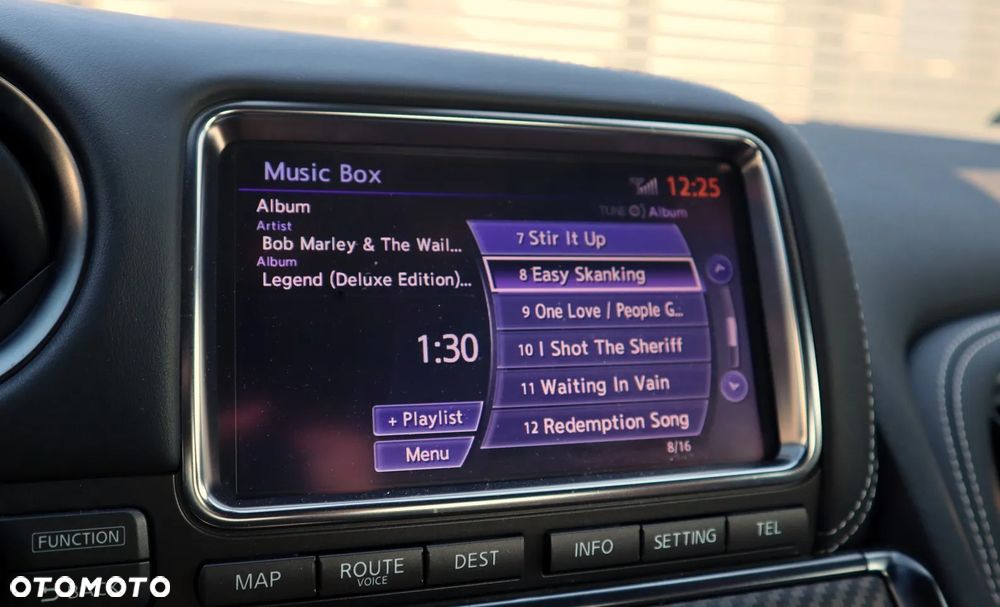 Music Box
12:25
Album
TUNE Album
Artist
Bob Marley & The Wail...
Album
Legend (Deluxe Edition)...
7 Stir It Up
8 Easy Skanking
9 One Love / People G...
10 I Shot The Sheriff
11 Waiting In Vain
12 Redemption Song
1:30
+ Playlist
Menu
8/16
FUNCTION
MAP
ROUTE
VOICE
DEST
INFO
SETTING
TEL
OTOMOTO